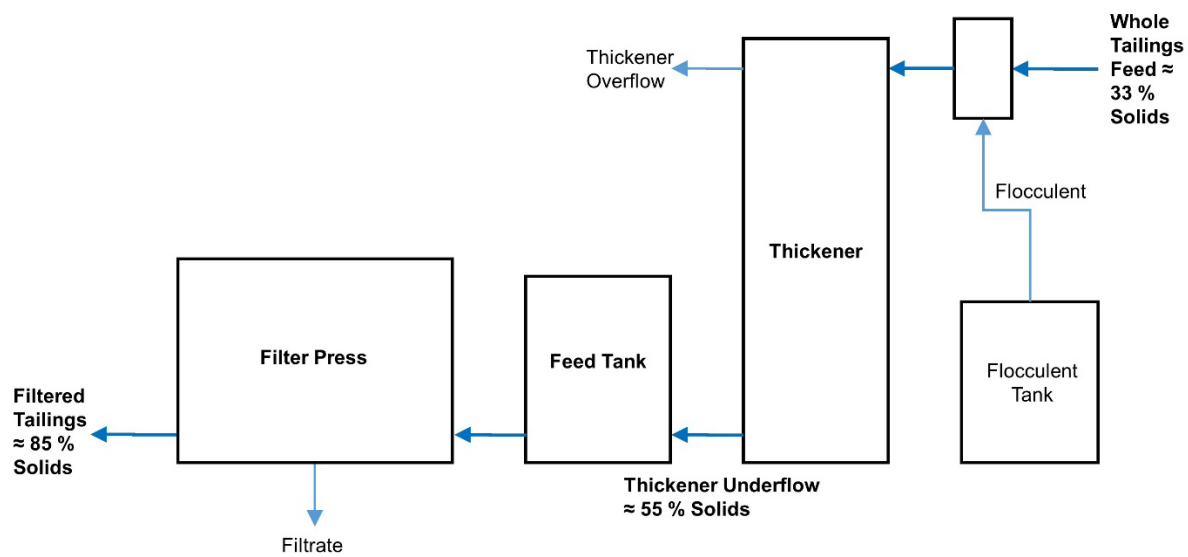 Whole
Tailings
Feed ≈
33 %
Solids
Thickener
Overflow
Flocculent
Thickener
Flocculent
Tank
Filter Press
Feed Tank
Filtered
Tailings
≈ 85 %
Solids
Thickener Underflow
≈ 55 % Solids
Filtrate